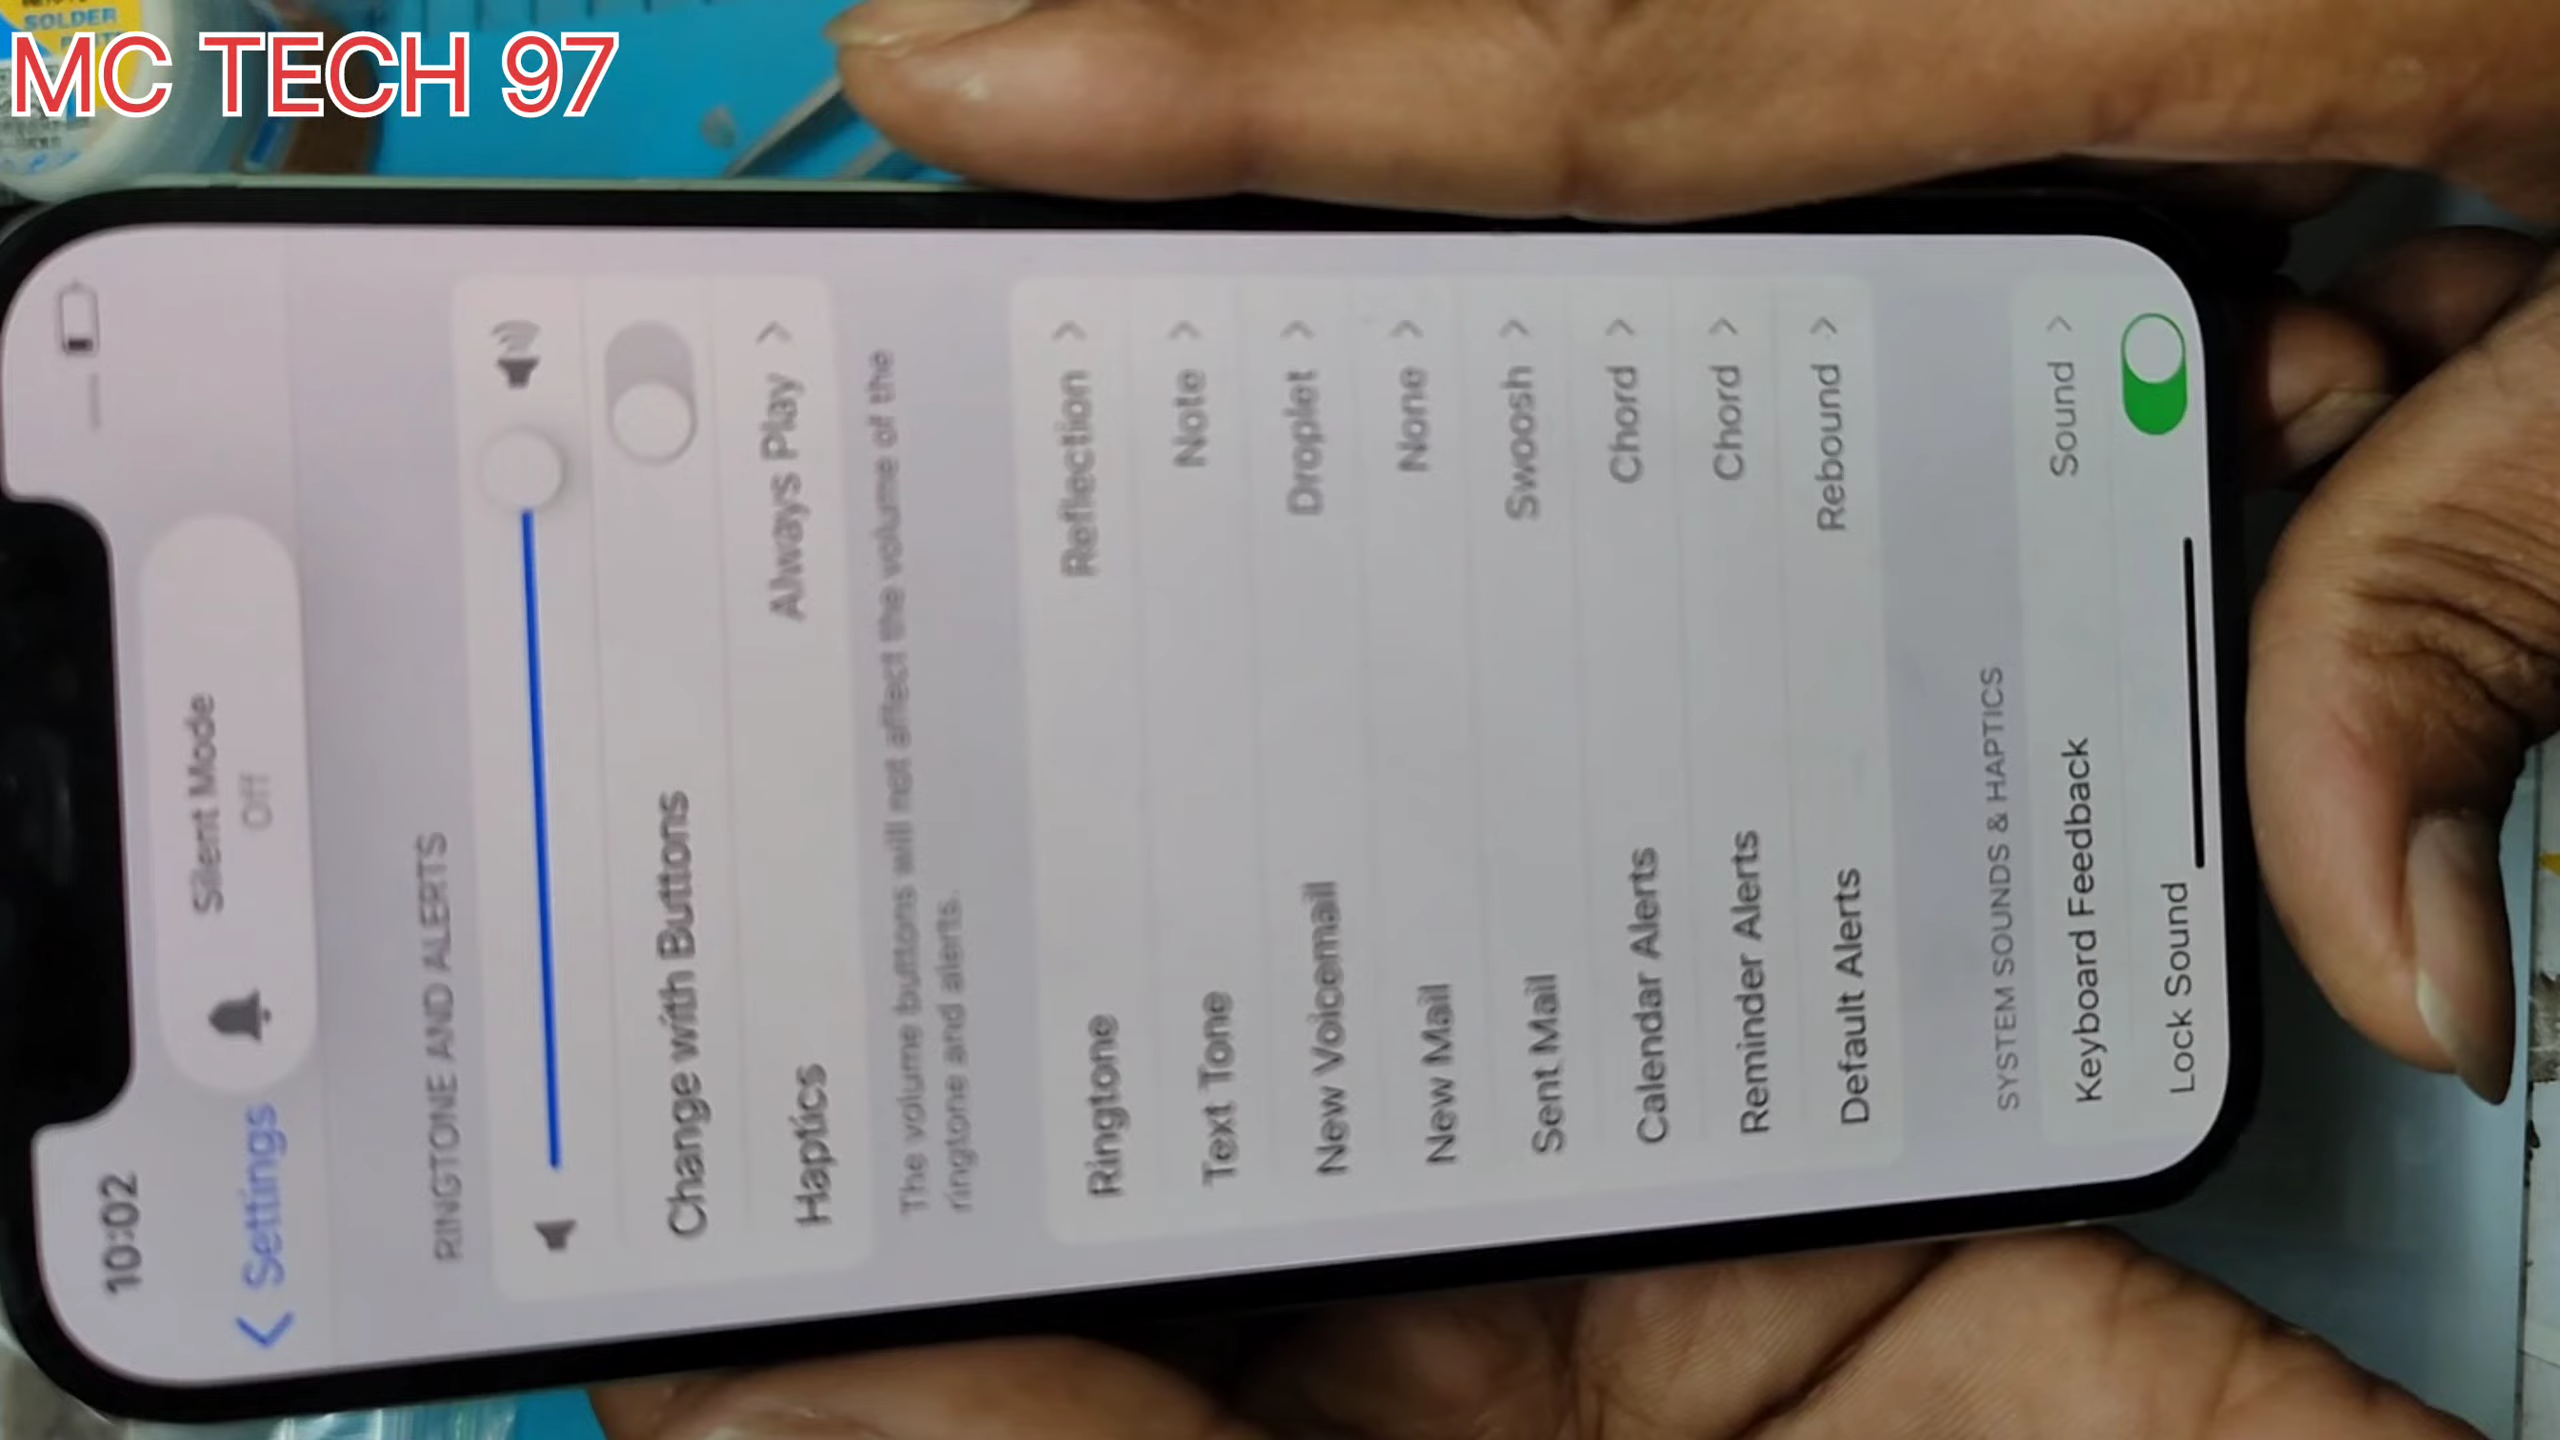 SOLDER
MC TECH 97
10:02
Silent Mode
Off
Settings
RINGTONE AND ALERTS
Change with Buttons
Haptics Always Play
The volume buttons will not affect the volume of the
ringtone and alerts.
Ringtone Reflection
Text Tone Note
New Voicemail Droplet
New Mail None
Sent Mail Swoosh
Calendar Alerts Chord
Reminder Alerts Chord
Default Alerts Rebound
SYSTEM SOUNDS & HAPTICS
Keyboard Feedback Sound
Lock Sound